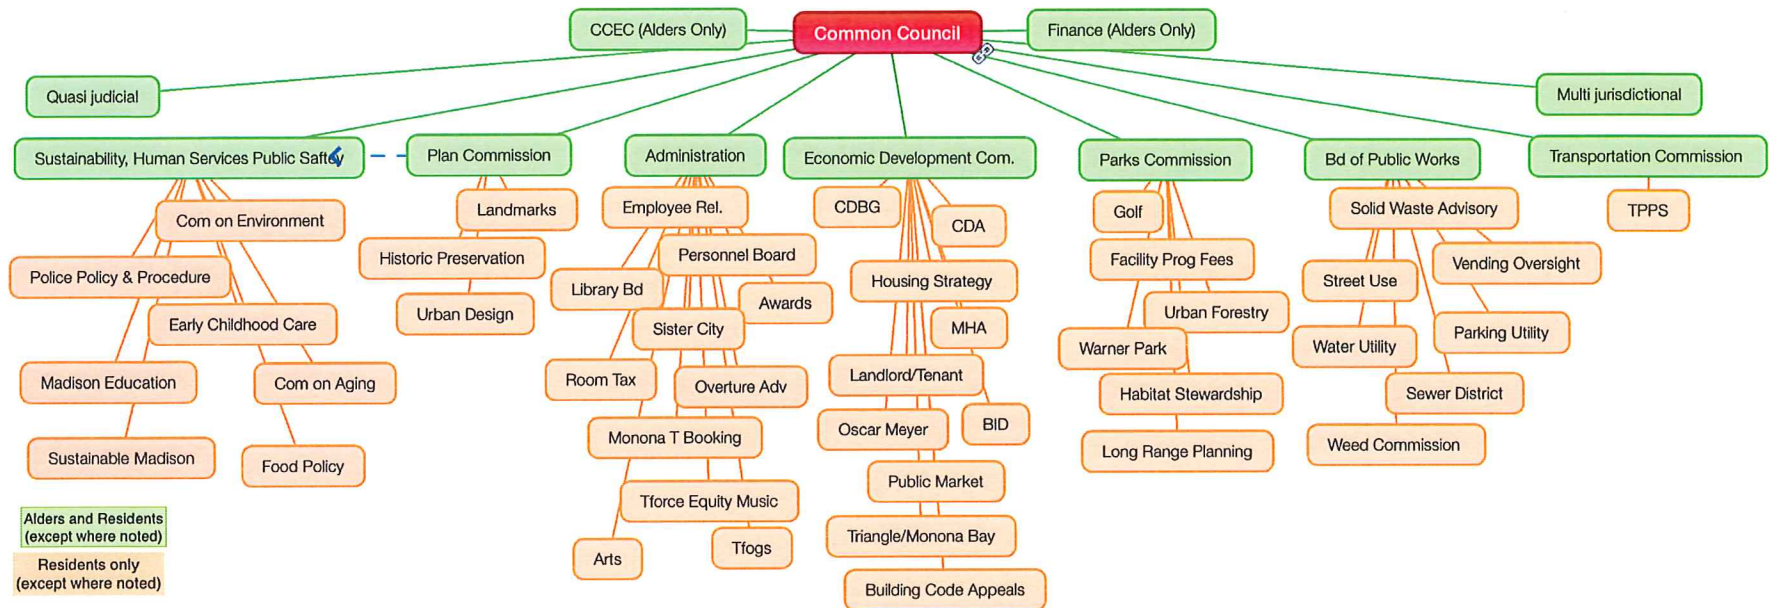 CCEC (Alders Only)
Common Council
Finance (Alders Only)
Quasi judicial
Multi jurisdictional
Sustainability, Human Services Public Saftey
Plan Commission
Administration
Economic Development Com.
Parks Commission
Bd of Public Works
Transportation Commission
Com on Environment
Police Policy & Procedure
Early Childhood Care
Madison Education
Com on Aging
Sustainable Madison
Food Policy
Landmarks
Historic Preservation
Urban Design
Employee Rel.
Personnel Board
Library Bd
Awards
Sister City
Room Tax
Overture Adv
Monona T Booking
Tforce Equity Music
Tfogs
Arts
CDBG
CDA
Housing Strategy
MHA
Landlord/Tenant
BID
Oscar Meyer
Public Market
Triangle/Monona Bay
Building Code Appeals
Golf
Facility Prog Fees
Urban Forestry
Warner Park
Habitat Stewardship
Long Range Planning
Solid Waste Advisory
Vending Oversight
Street Use
Parking Utility
Water Utility
Sewer District
Weed Commission
TPPS
Alders and Residents
(except where noted)
Residents only
(except where noted)